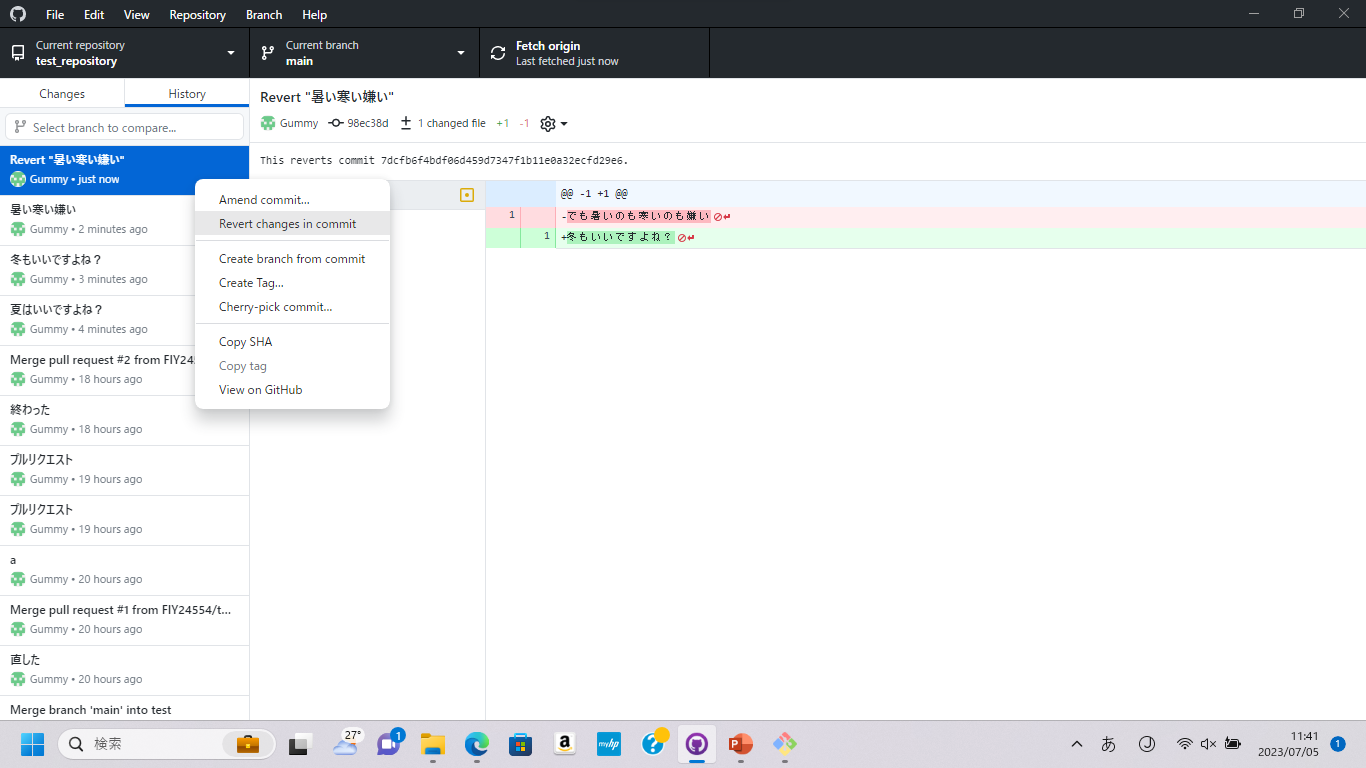 File Edit View Repository Branch Help
Current repository
test_repository
Current branch
main
Fetch origin
Last fetched just now
Changes History
Select branch to compare...
Revert "暑い寒い嫌い"
Gummy • just now
暑い寒い嫌い
Gummy • 2 minutes ago
冬もいいですよね？
Gummy • 3 minutes ago
夏はいいですよね？
Gummy • 4 minutes ago
Merge pull request #2 from FIY24
Gummy • 18 hours ago
終わった
Gummy • 18 hours ago
プルリクエスト
Gummy • 19 hours ago
プルリクエスト
Gummy • 19 hours ago
a
Gummy • 20 hours ago
Merge pull request #1 from FIY24554/t...
Gummy • 20 hours ago
直した
Gummy • 20 hours ago
Merge branch 'main' into test
Amend commit...
Revert changes in commit
Create branch from commit
Create Tag...
Cherry-pick commit...
Copy SHA
Copy tag
View on GitHub
Revert "暑い寒い嫌い"
Gummy 98ec38d 1 changed file +1 -1
This reverts commit 7dcfb6f4bdf06d459d7347f1b11e0a32ecfd29e6.
@@ -1 +1 @@
1 -でも暑いのも寒いのも嫌い
1 +冬もいいですよね？
検索
27°
1
a
myhp
?
P
あ
J
11:41
2023/07/05
1